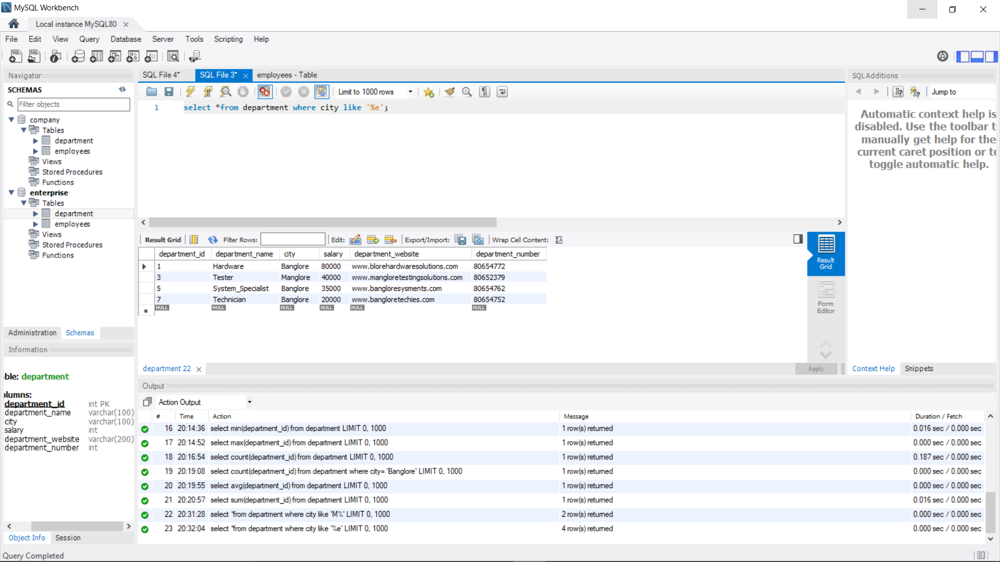 MySQL Workbench
Local instance MySQL80
File Edit View Query Database Server Tools Scripting Help
Navigator
SCHEMAS
Filter objects
company
Tables
department
employees
Views
Stored Procedures
Functions
enterprise
Tables
department
employees
Views
Stored Procedures
Functions
Administration Schemas
Information
ble: department
olumns:
department_id int PK
department_name varchar(100)
city varchar(100)
salary int
department_website varchar(200)
department_number int
Object Info Session
SQL File 4* SQL File 3* employees - Table
Limit to 1000 rows
1 select *from department where city like '%e';
Result Grid Filter Rows: Edit: Export/Import: Wrap Cell Content:
department_id department_name city salary department_website department_number
1 Hardware Banglore 80000 www.blorehardwaresolutions.com 80654772
3 Tester Manglore 40000 www.mangloretestingsolutions.com 80652379
5 System_Specialist Banglore 35000 www.bangloresysments.com 80654762
7 Technician Banglore 20000 www.bangloretechies.com 80654752
NULL NULL NULL NULL NULL NULL
Result
Grid
Form
Editor
department 22
Apply
SQLAdditions
Jump to
Automatic context help is
disabled. Use the toolbar t
manually get help for the
current caret position or to
toggle automatic help.
Context Help Snippets
Output
Action Output
# Time Action Message Duration / Fetch
16 20:14:36 select min(department_id) from department LIMIT 0, 1000 1 row(s) returned 0.016 sec / 0.000 sec
17 20:14:52 select max(department_id) from department LIMIT 0, 1000 1 row(s) returned 0.000 sec / 0.000 sec
18 20:16:54 select count(department_id) from department LIMIT 0, 1000 1 row(s) returned 0.187 sec / 0.000 sec
19 20:19:08 select count(department_id) from department where city= 'Banglore' LIMIT 0, 1000 1 row(s) returned 0.000 sec / 0.000 sec
20 20:19:55 select avg(department_id) from department LIMIT 0, 1000 1 row(s) returned 0.000 sec / 0.000 sec
21 20:20:57 select sum(department_id) from department LIMIT 0, 1000 1 row(s) returned 0.016 sec / 0.000 sec
22 20:31:28 select *from department where city like 'M%' LIMIT 0, 1000 2 row(s) returned 0.000 sec / 0.000 sec
23 20:32:04 select *from department where city like '%e' LIMIT 0, 1000 4 row(s) returned 0.000 sec / 0.000 sec
Query Completed